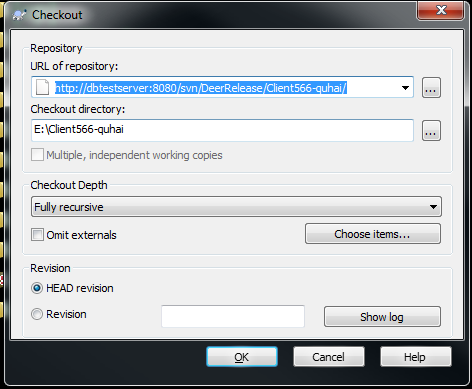 Checkout
Repository
URL of repository:
http://dbtestserver:8080/svn/DeerRelease/Client566-quhai/
...
Checkout directory:
E:\Client566-quhai
...
Multiple, independent working copies
Checkout Depth
Fully recursive
Omit externals
Choose items...
Revision
HEAD revision
Revision
Show log
OK
Cancel
Help